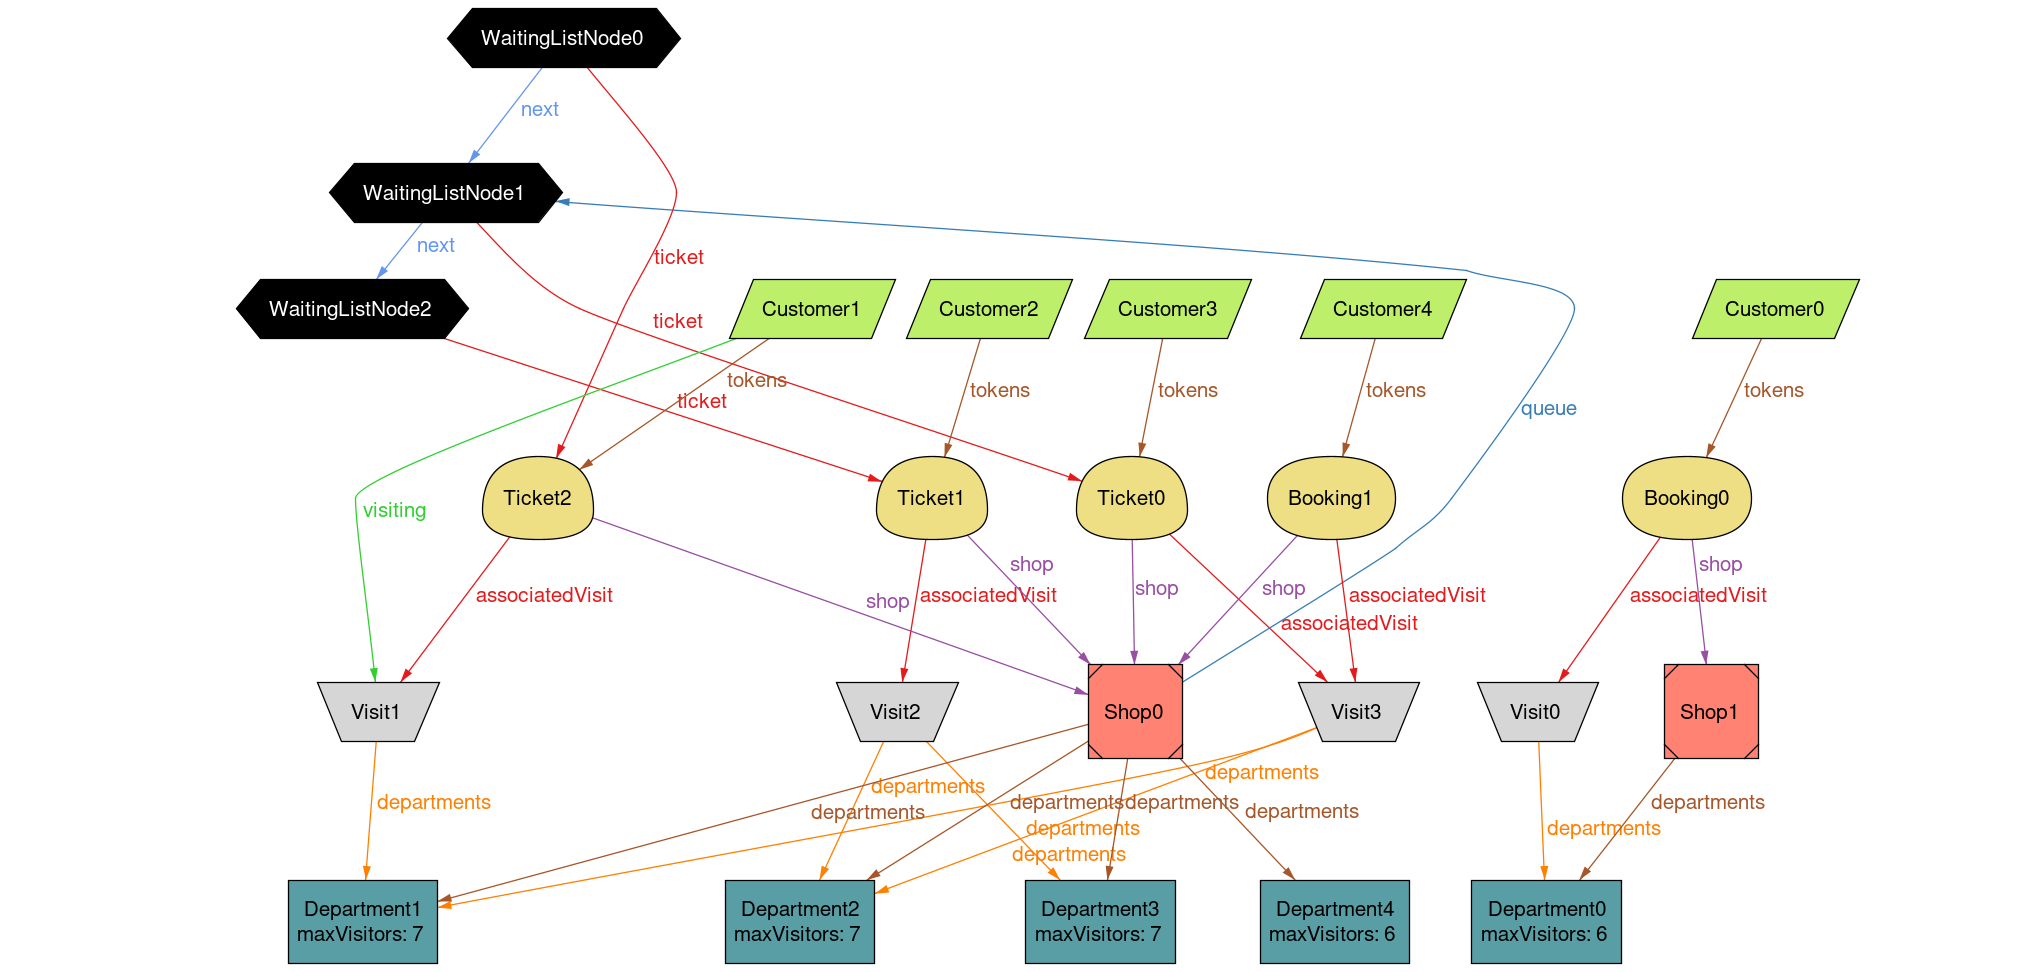 WaitingListNode0
next
WaitingListNode1
next
ticket
WaitingListNode2
Customer1
Customer2
Customer3
Customer4
Customer0
ticket
tokens
ticket
tokens
tokens
tokens
tokens
queue
visiting
Ticket2
Ticket1
Ticket0
Booking1
Booking0
shop
shop
associatedVisit
shop
associatedVisit
shop
shop
associatedVisit
associatedVisit
associatedVisit
Visit1
Visit2
Shop0
Visit3
Visit0
Shop1
departments
departments
departments
departments
departments
departments
departments
departments
departments
departments
departments
Department1
maxVisitors: 7
Department2
maxVisitors: 7
Department3
maxVisitors: 7
Department4
maxVisitors: 6
Department0
maxVisitors: 6